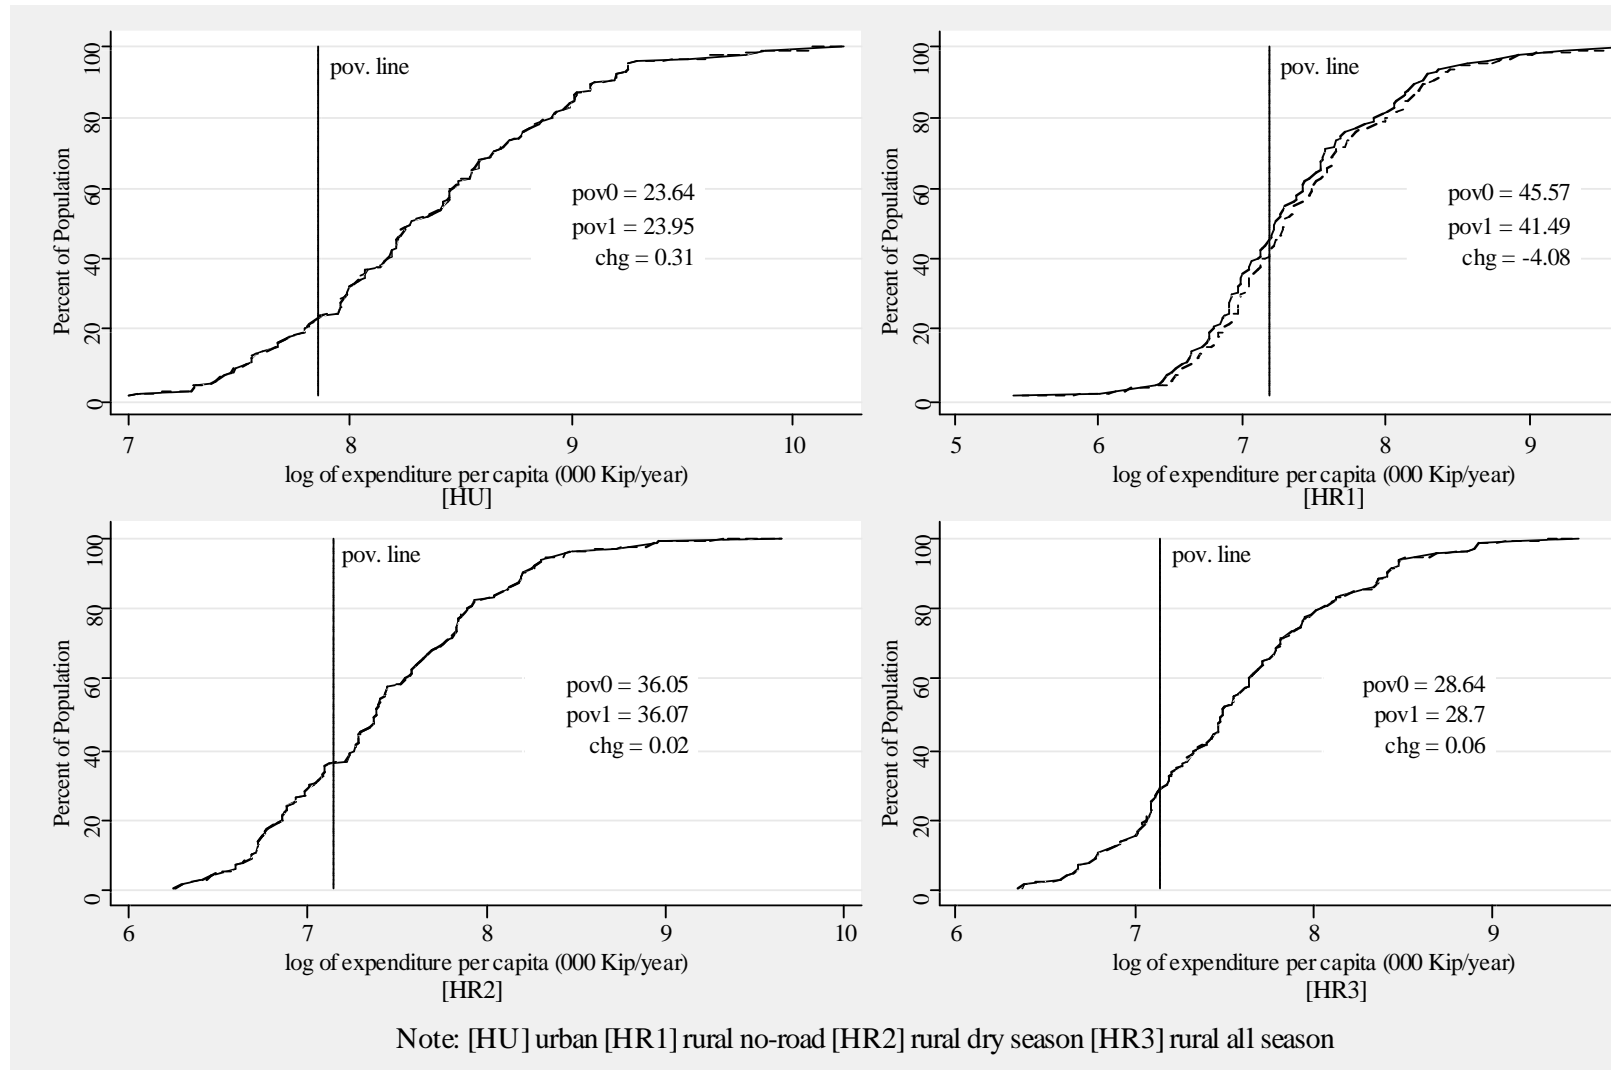 Percent of Population
100
80
60
40
20
0
pov. line
pov0 = 23.64
pov1 = 23.95
chg = 0.31
7 8 9 10
log of expenditure per capita (000 Kip/year)
[HU]
Percent of Population
100
80
60
40
20
0
pov. line
pov0 = 45.57
pov1 = 41.49
chg = -4.08
5 6 7 8 9
log of expenditure per capita (000 Kip/year)
[HR1]
Percent of Population
100
80
60
40
20
0
pov. line
pov0 = 36.05
pov1 = 36.07
chg = 0.02
6 7 8 9 10
log of expenditure per capita (000 Kip/year)
[HR2]
Percent of Population
100
80
60
40
20
0
pov. line
pov0 = 28.64
pov1 = 28.7
chg = 0.06
6 7 8 9
log of expenditure per capita (000 Kip/year)
[HR3]
Note: [HU] urban [HR1] rural no-road [HR2] rural dry season [HR3] rural all season